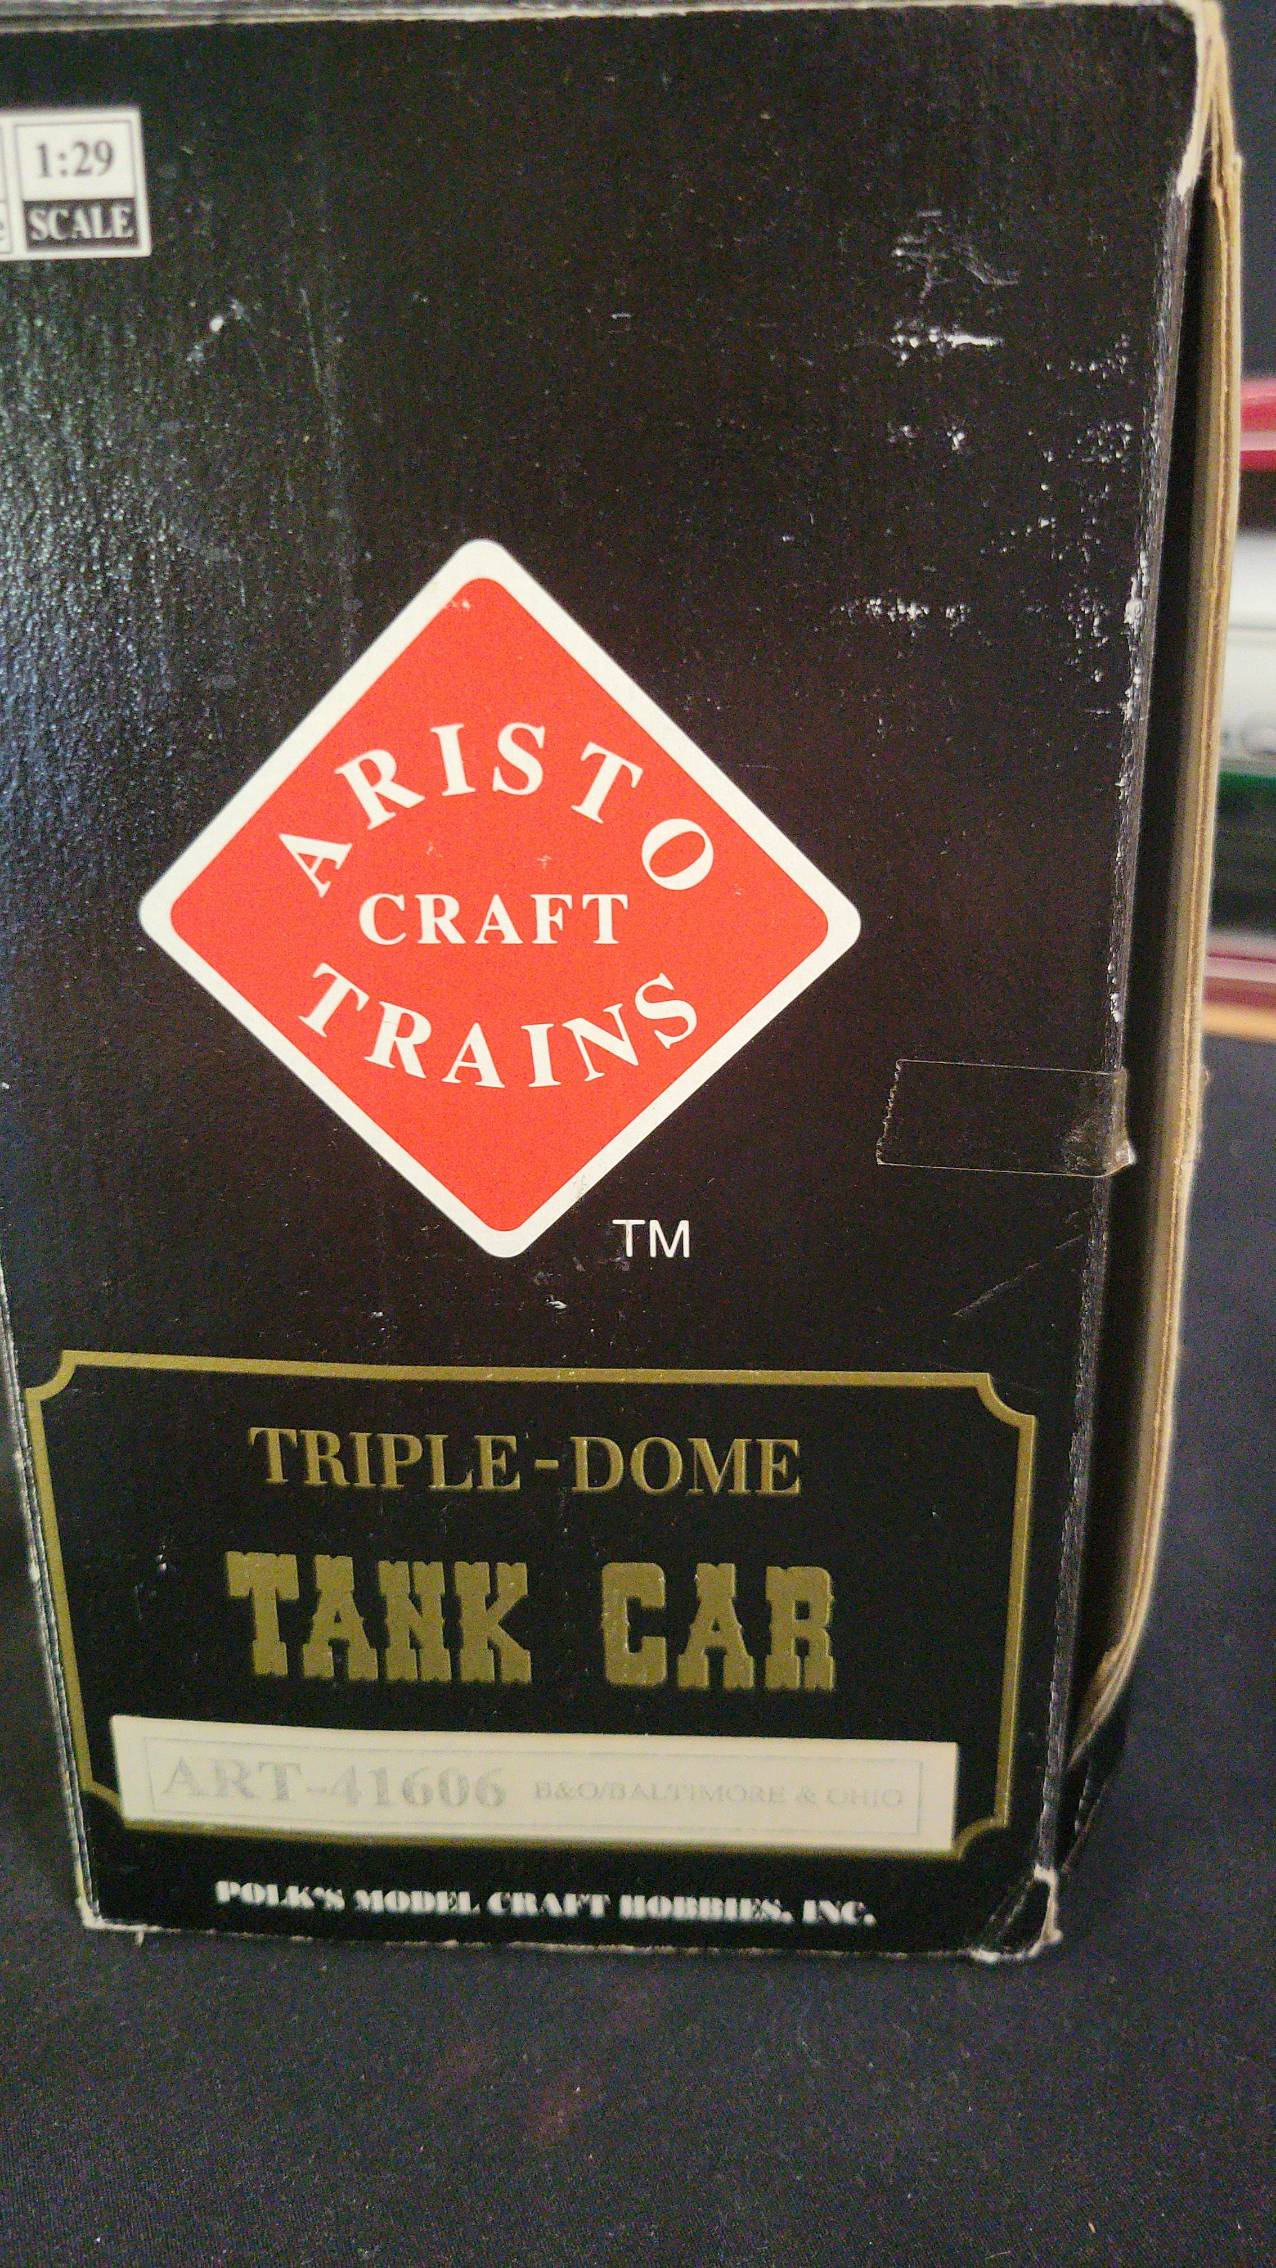 1:29
SCALE
ARISTO
CRAFT
TRAINS
TM
TRIPLE-DOME
TANK CAR
ART-41606 B&O/BALTIMORE & OHIO
POLK'S MODEL CRAFT HOBBIES, INC.